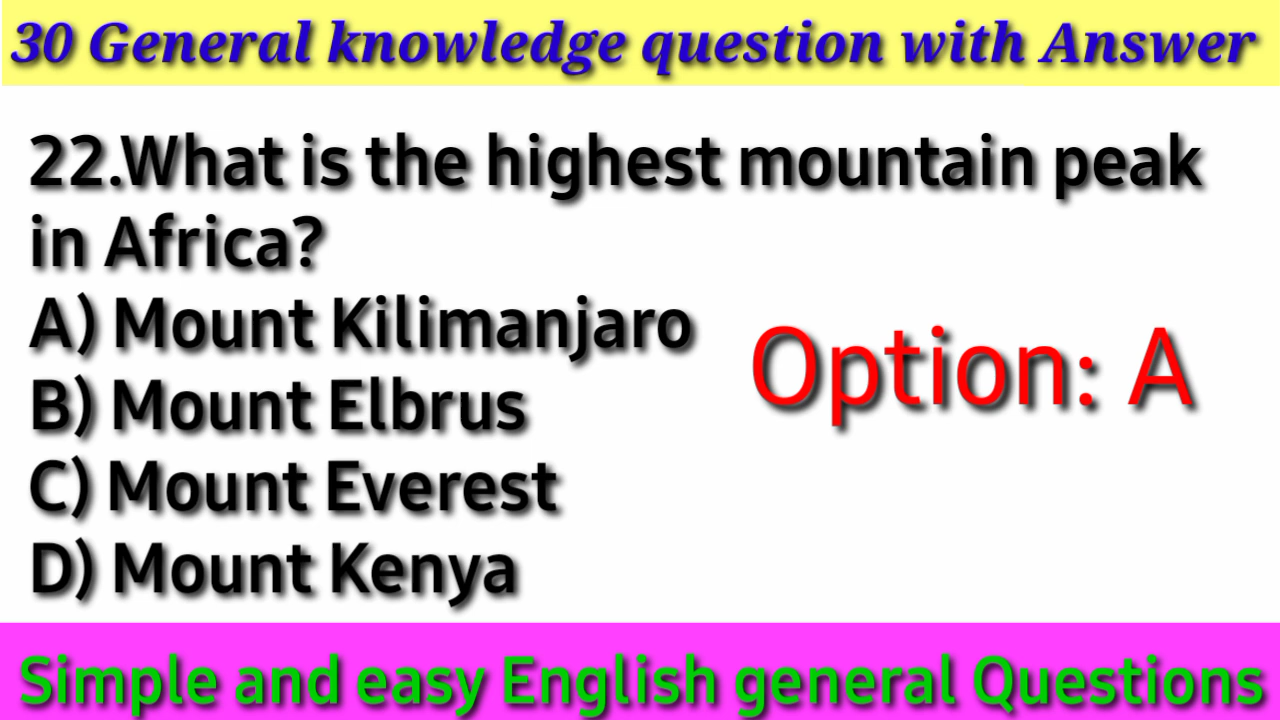 30 General knowledge question with Answer
22.What is the highest mountain peak
in Africa?
A) Mount Kilimanjaro
Option: A
B) Mount Elbrus
C) Mount Everest
D) Mount Kenya
Simple and easy English general Questions